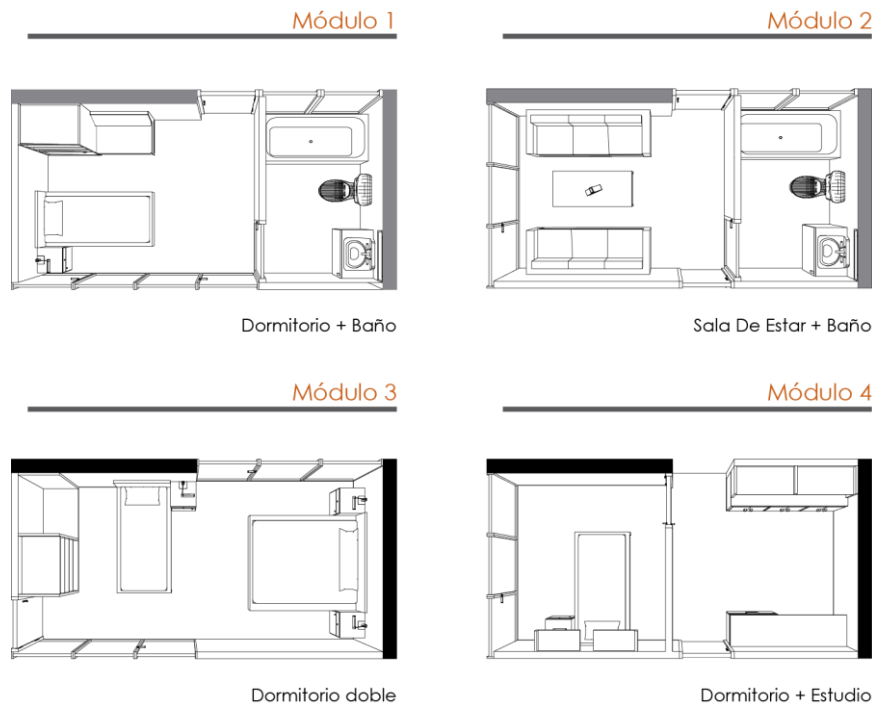 Módulo 1
Módulo 2
Dormitorio + Baño
Sala De Estar + Baño
Módulo 3
Módulo 4
Dormitorio doble
Dormitorio + Estudio